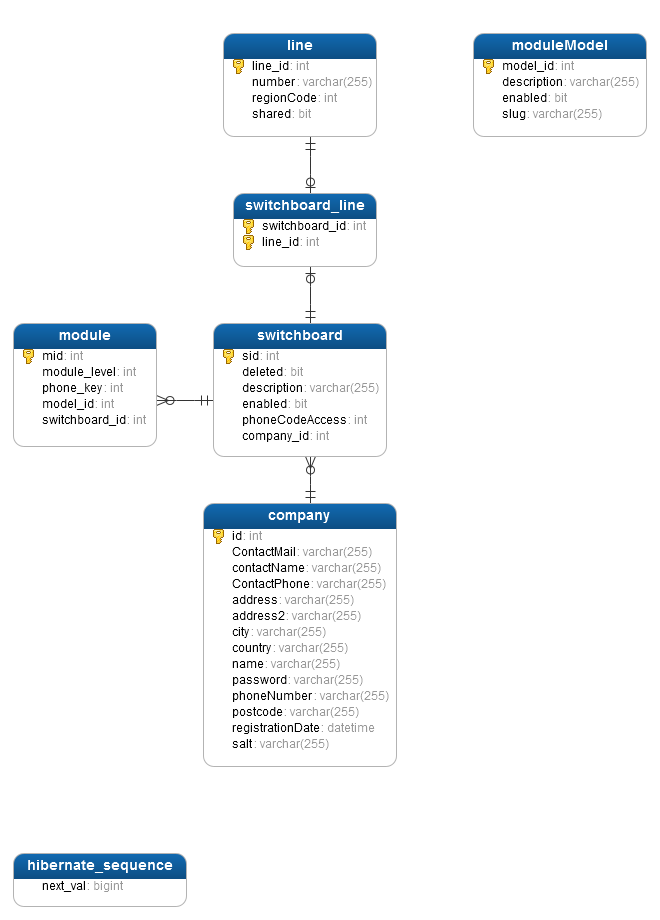 line
line_id: int
number: varchar(255)
regionCode: int
shared: bit
moduleModel
model_id: int
description: varchar(255)
enabled: bit
slug: varchar(255)
switchboard_line
switchboard_id: int
line_id: int
module
mid: int
module_level: int
phone_key: int
model_id: int
switchboard_id: int
switchboard
sid: int
deleted: bit
description: varchar(255)
enabled: bit
phoneCodeAccess: int
company_id: int
company
id: int
ContactMail: varchar(255)
contactName: varchar(255)
ContactPhone: varchar(255)
address: varchar(255)
address2: varchar(255)
city: varchar(255)
country: varchar(255)
name: varchar(255)
password: varchar(255)
phoneNumber: varchar(255)
postcode: varchar(255)
registrationDate: datetime
salt: varchar(255)
hibernate_sequence
next_val: bigint